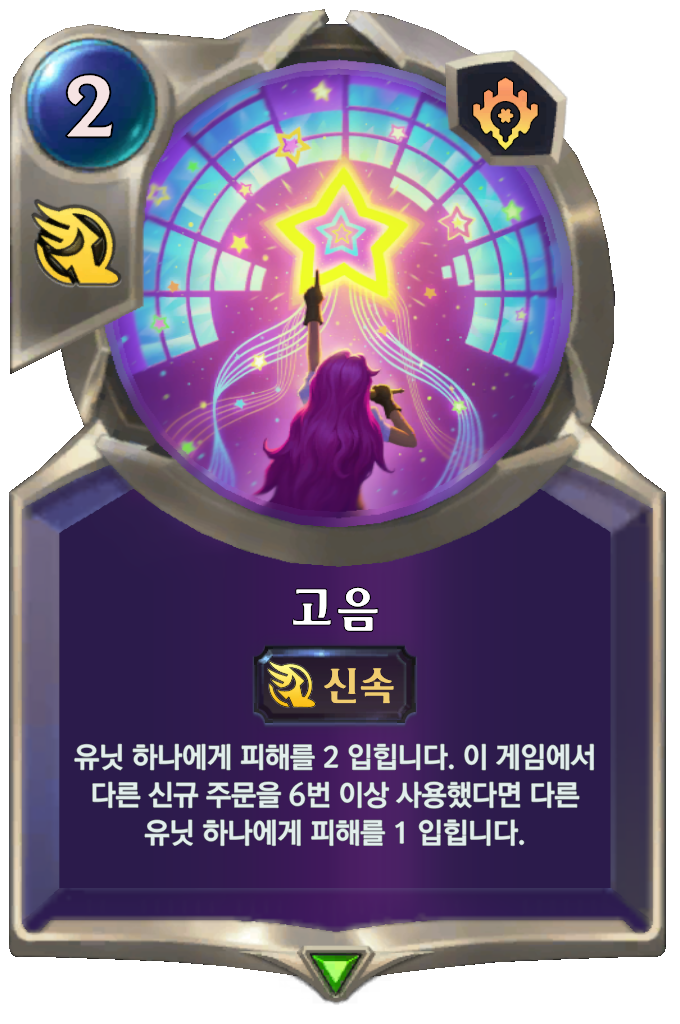 2
고음
신속
유닛 하나에게 피해를 2 입힙니다. 이 게임에서
다른 신규 주문을 6번 이상 사용했다면 다른
유닛 하나에게 피해를 1 입힙니다.